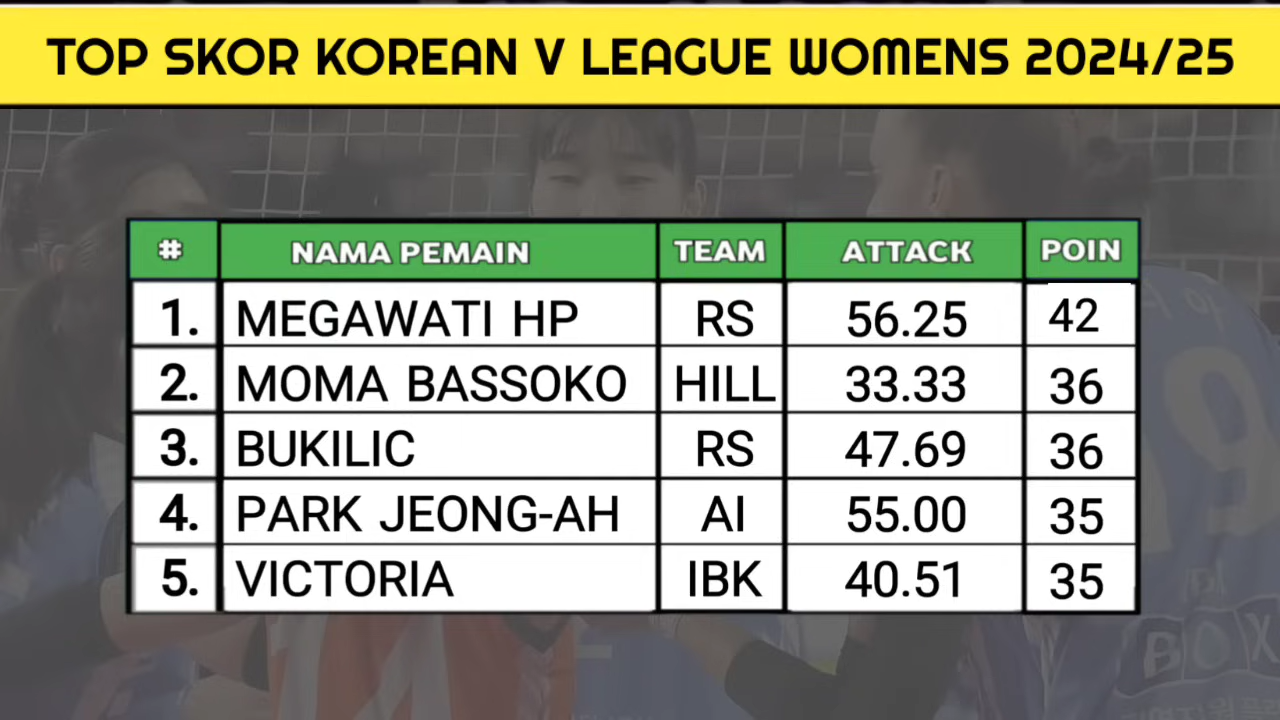 TOP SKOR KOREAN V LEAGUE WOMENS 2024/25
# NAMA PEMAIN TEAM ATTACK POIN
1. MEGAWATI HP RS 56.25 42
2. MOMA BASSOKO HILL 33.33 36
3. BUKILIC RS 47.69 36
4. PARK JEONG-AH AI 55.00 35
5. VICTORIA IBK 40.51 35
BOX